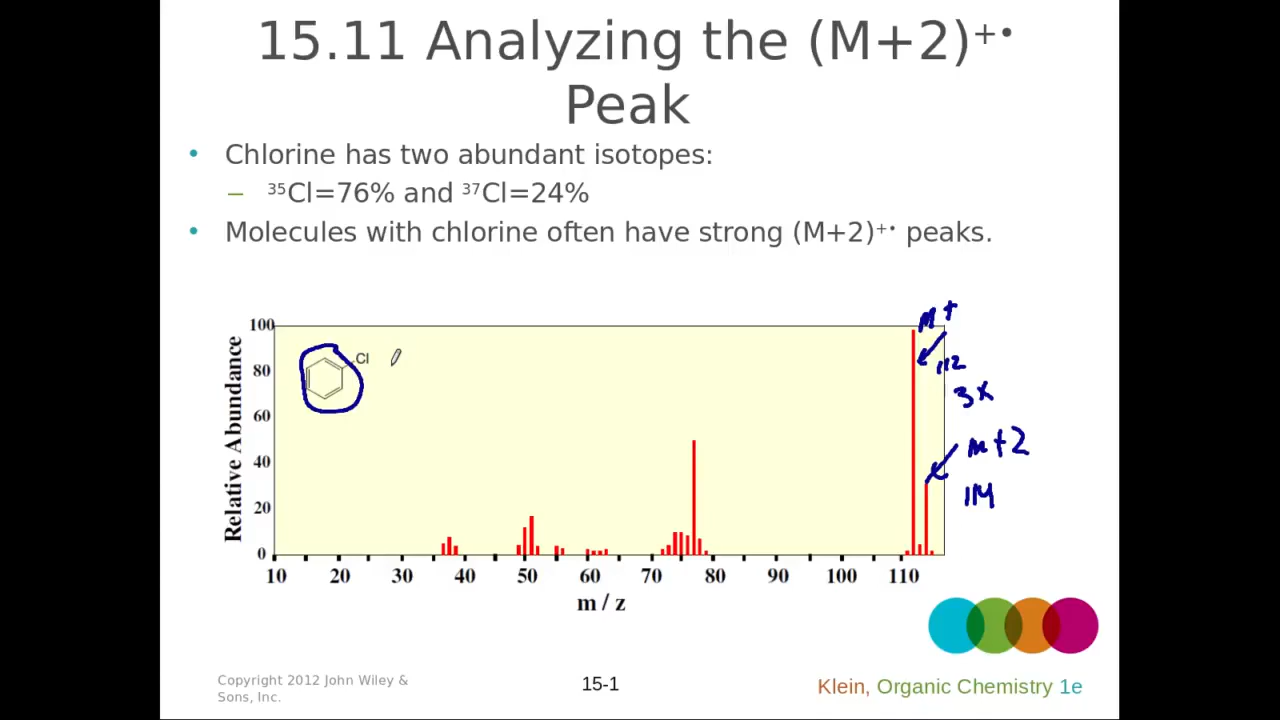 15.11 Analyzing the (M+2)⁺•
Peak
• Chlorine has two abundant isotopes:
– ³⁵Cl=76% and ³⁷Cl=24%
• Molecules with chlorine often have strong (M+2)⁺• peaks.
M+
112
3x
M+2
114
Cl
Relative Abundance
100
80
60
40
20
0
10 20 30 40 50 60 70 80 90 100 110
m / z
Copyright 2012 John Wiley &
Sons, Inc.
15-1
Klein, Organic Chemistry 1e